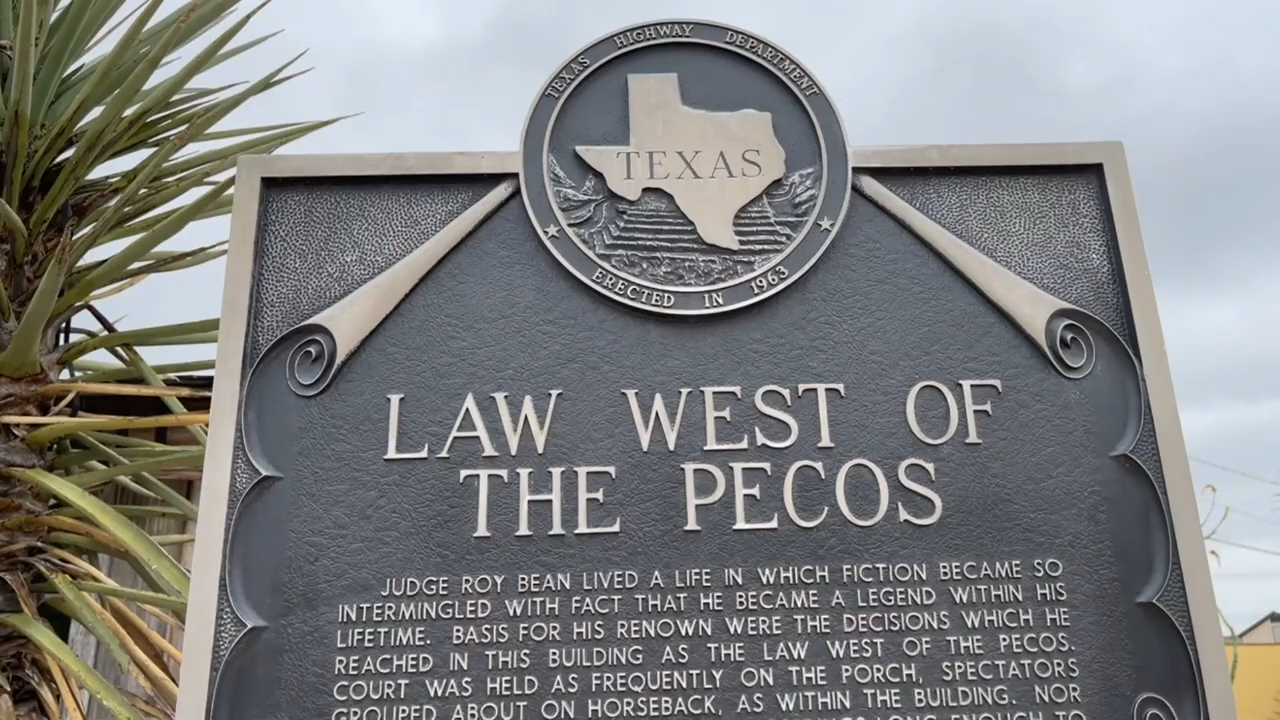 TEXAS HIGHWAY DEPARTMENT
TEXAS
ERECTED IN 1963
LAW WEST OF
THE PECOS
JUDGE ROY BEAN LIVED A LIFE IN WHICH FICTION BECAME SO
INTERMINGLED WITH FACT THAT HE BECAME A LEGEND WITHIN HIS
LIFETIME. BASIS FOR HIS RENOWN WERE THE DECISIONS WHICH HE
REACHED IN THIS BUILDING AS THE LAW WEST OF THE PECOS.
COURT WAS HELD AS FREQUENTLY ON THE PORCH, SPECTATORS
GROUPED ABOUT ON HORSEBACK, AS WITHIN THE BUILDING. NOR
LONG ENOUGH TO